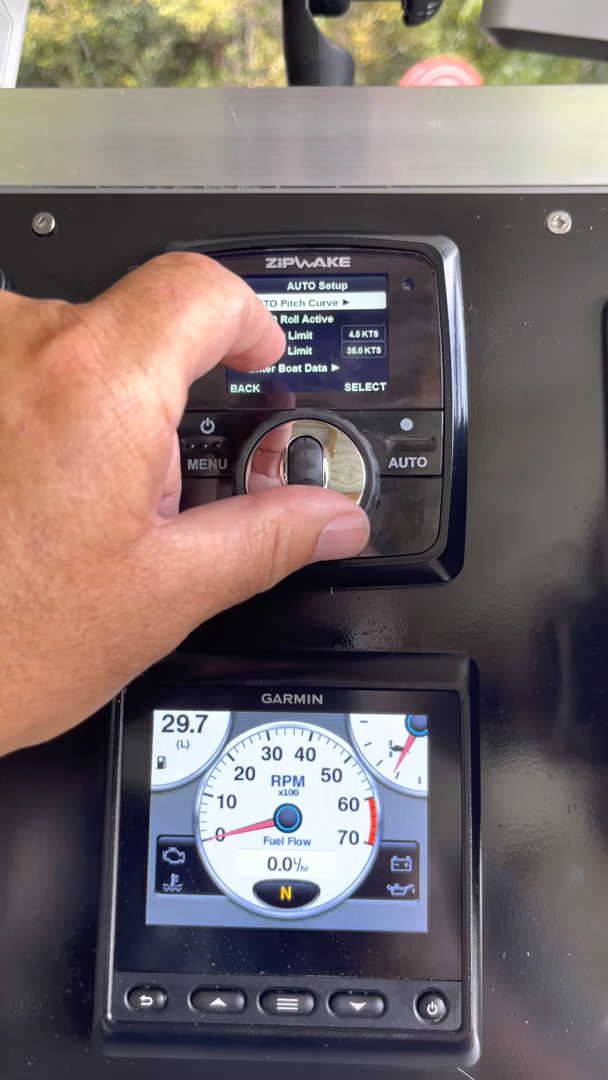 ZIPWAKE
AUTO Setup
TO Pitch Curve ►
Roll Active
Limit 4.5 KTS
Limit 35.0 KTS
Enter Boat Data ►
BACK SELECT
MENU AUTO
GARMIN
29.7
(L)
30 40
20 50
10 60
0 70
RPM
x100
Fuel Flow
0.0 L/hr
N